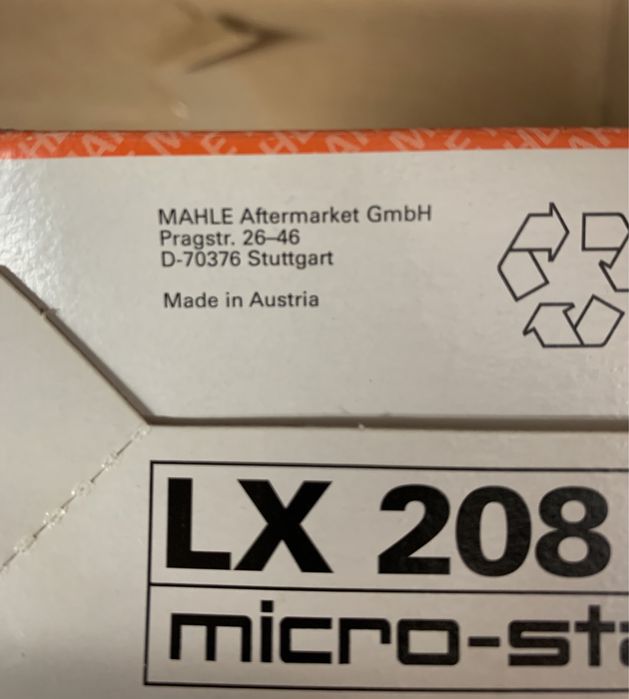 MAHLE Aftermarket GmbH
Pragstr. 26–46
D-70376 Stuttgart
Made in Austria
LX 208